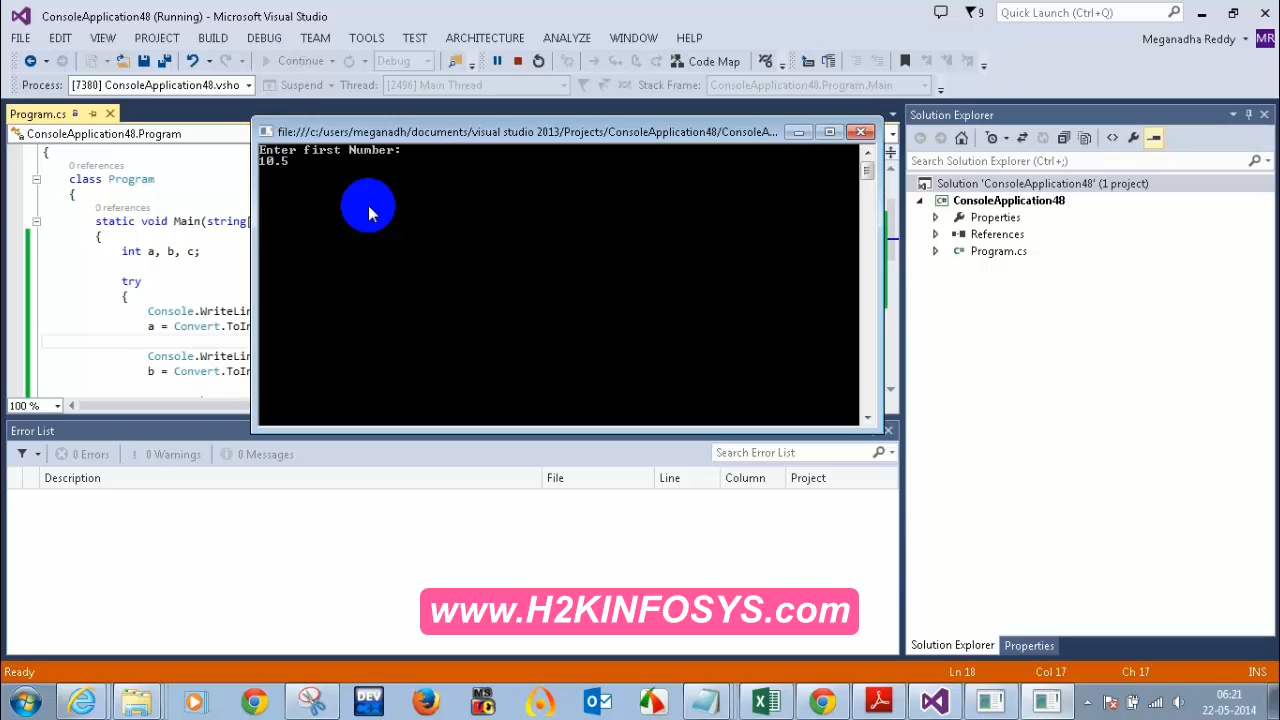 ConsoleApplication48 (Running) - Microsoft Visual Studio
9
Quick Launch (Ctrl+Q)
FILE EDIT VIEW PROJECT BUILD DEBUG TEAM TOOLS TEST ARCHITECTURE ANALYZE WINDOW HELP
Meganadha Reddy MR
Continue Debug Code Map
Process: [7380] ConsoleApplication48.vsho Suspend Thread: [2496] Main Thread Stack Frame: ConsoleApplication48.Program.Main
Program.cs
ConsoleApplication48.Program
{
0 references
class Program
{
0 references
static void Main(string[
{
int a, b, c;
try
{
Console.WriteLin
a = Convert.ToIn
Console.WriteLin
b = Convert.ToIn
100 %
file:///c:/users/meganadh/documents/visual studio 2013/Projects/ConsoleApplication48/ConsoleA...
Enter first Number:
10.5
Solution Explorer
Search Solution Explorer (Ctrl+;)
Solution 'ConsoleApplication48' (1 project)
C# ConsoleApplication48
Properties
References
C# Program.cs
Error List
0 Errors 0 Warnings 0 Messages
Search Error List
Description File Line Column Project
www.H2KINFOSYS.com
Solution Explorer Properties
Ready Ln 18 Col 17 Ch 17 INS
DEV
MS
06:21
22-05-2014